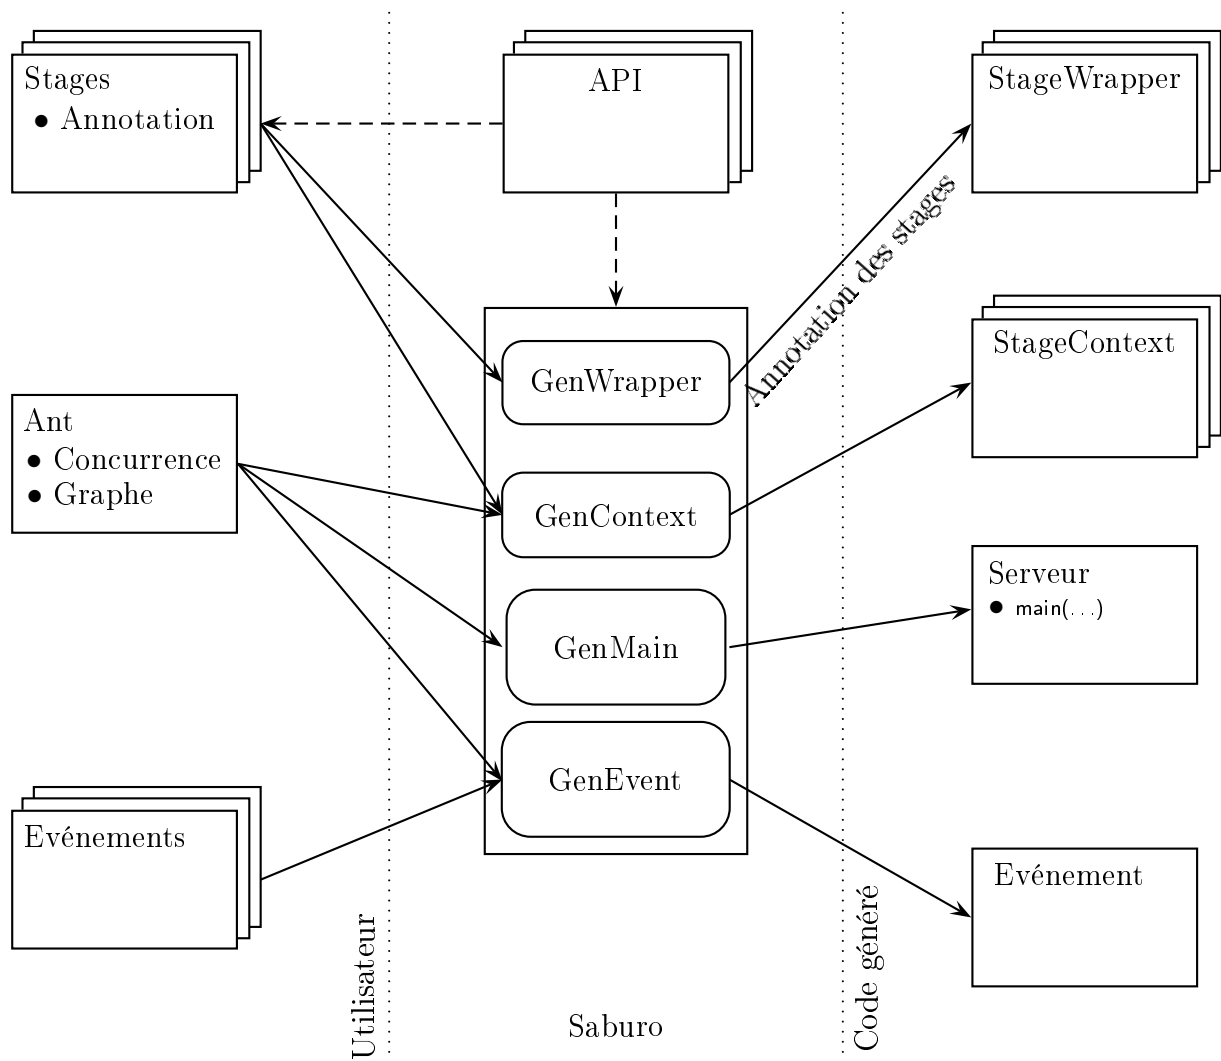 Stages
• Annotation
API
StageWrapper
Annotation des stages
StageContext
GenWrapper
Ant
• Concurrence
• Graphe
GenContext
Serveur
• main(...)
GenMain
GenEvent
Evénements
Evénement
Utilisateur
Saburo
Code généré